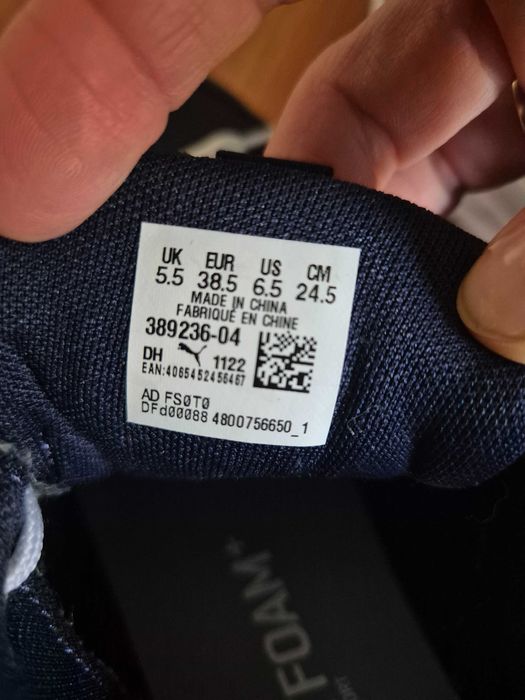 UK EUR US CM
5.5 38.5 6.5 24.5
MADE IN CHINA
FABRIQUÉ EN CHINE
389236-04
DH 1122
EAN:4065452456467
AD FS0T0
DFd00088 4800756650_1
FOAM+